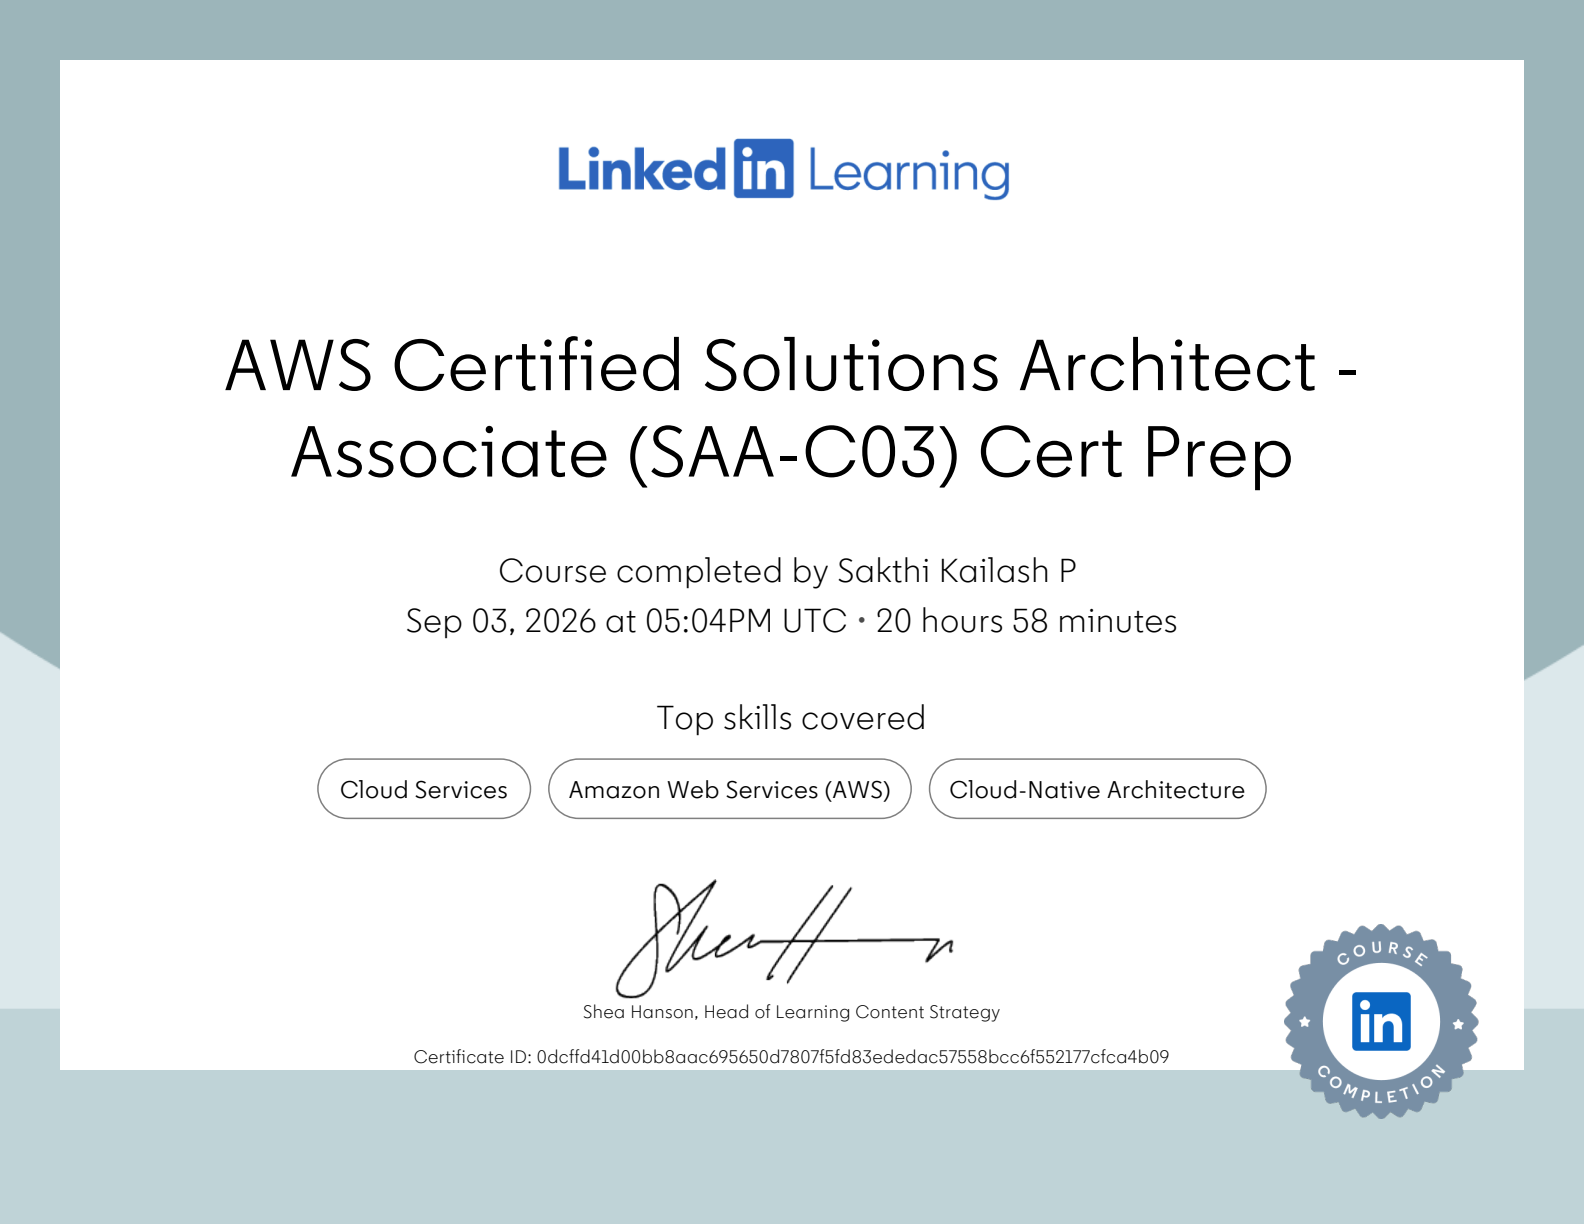 LinkedIn Learning
AWS Certified Solutions Architect -
Associate (SAA-C03) Cert Prep
Course completed by Sakthi Kailash P
Sep 03, 2026 at 05:04PM UTC • 20 hours 58 minutes
Top skills covered
Cloud Services
Amazon Web Services (AWS)
Cloud-Native Architecture
Shea Hanson, Head of Learning Content Strategy
Certificate ID: 0dcffd41d00bb8aac695650d7807f5fd83ededac57558bcc6f552177cfca4b09
COURSE
in
COMPLETION